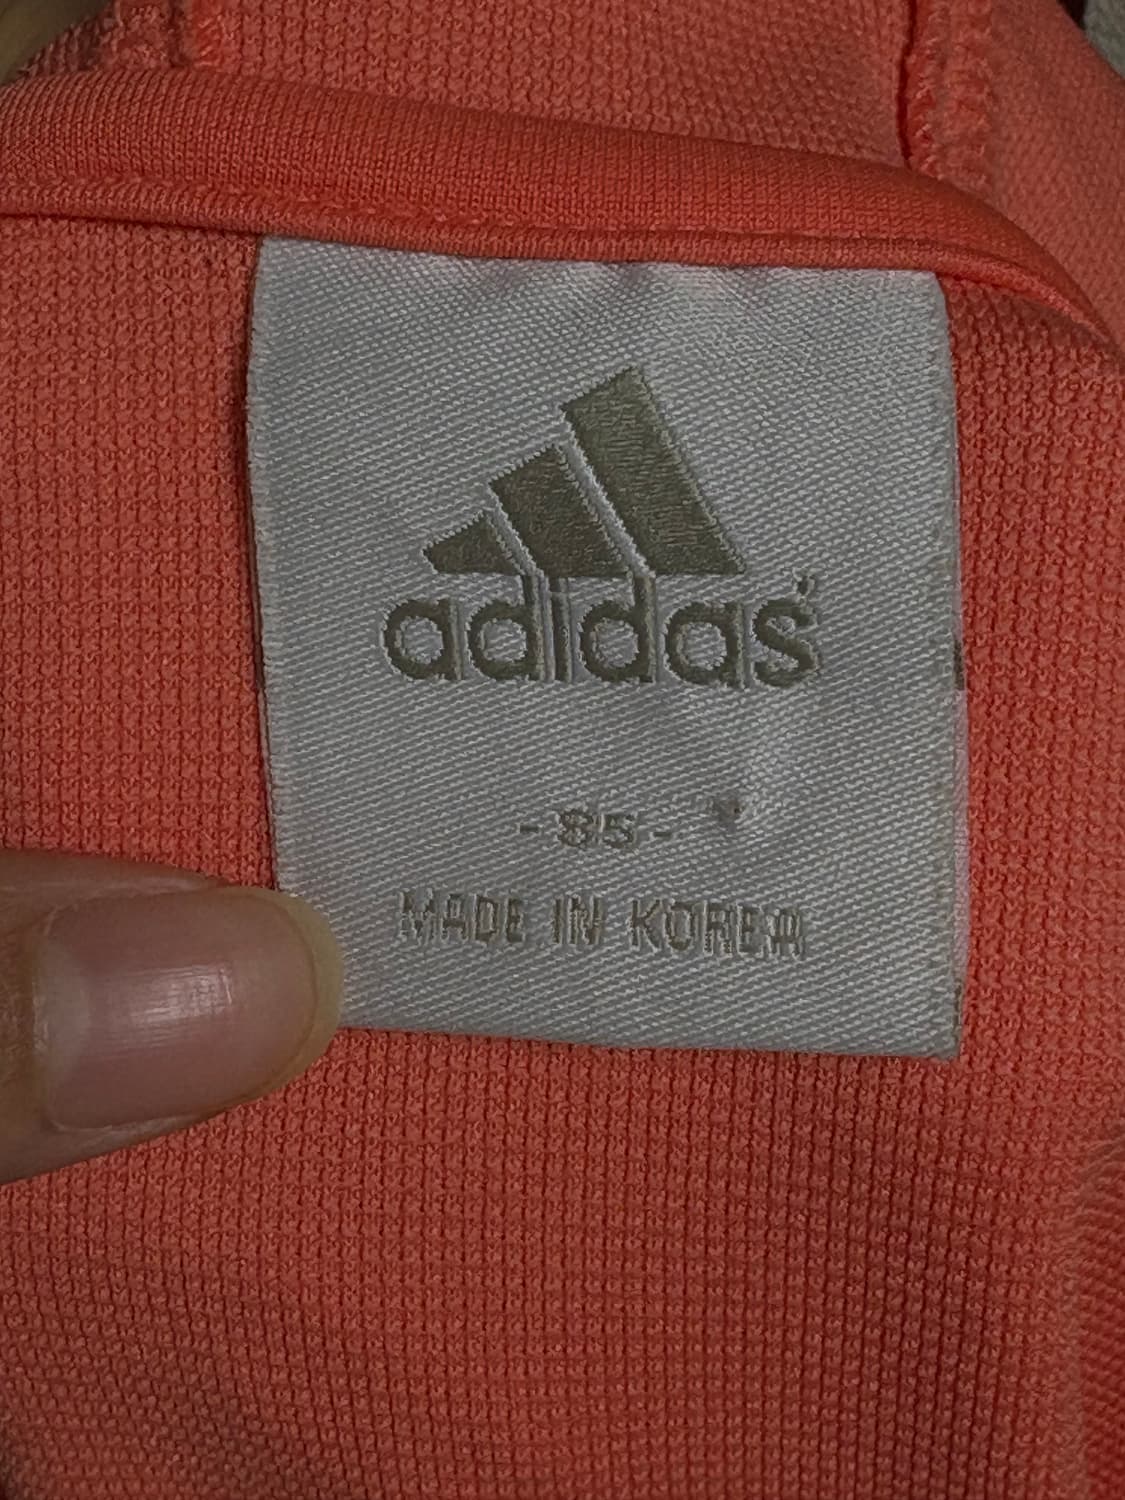 adidas
- 85 -
MADE IN KOREA